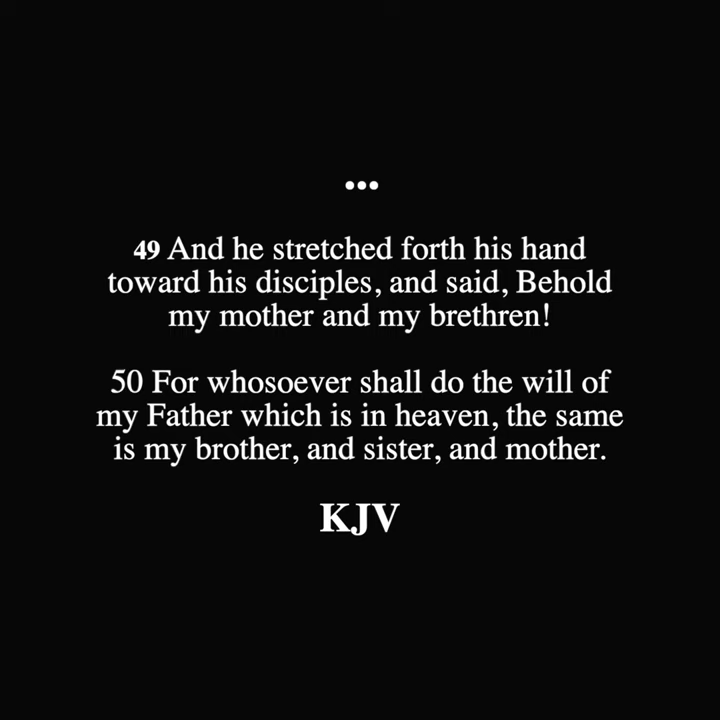 ...
49 And he stretched forth his hand
toward his disciples, and said, Behold
my mother and my brethren!
50 For whosoever shall do the will of
my Father which is in heaven, the same
is my brother, and sister, and mother.
KJV